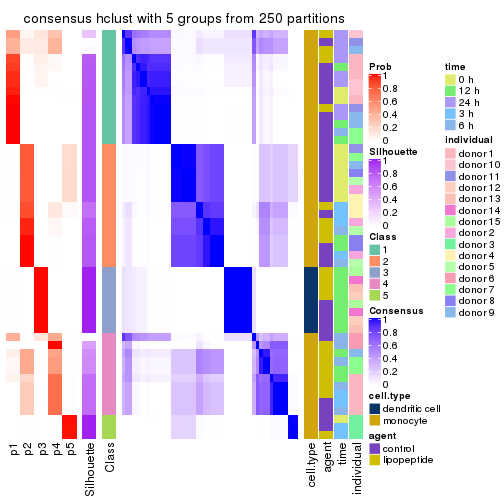 consensus hclust with 5 groups from 250 partitions
Prob
1
0.8
0.6
0.4
0.2
0
Silhouette
1
0.8
0.6
0.4
0.2
0
Class
1
2
3
4
5
Consensus
1
0.8
0.6
0.4
0.2
0
cell.type
dendritic cell
monocyte
agent
control
lipopeptide
time
0 h
12 h
24 h
3 h
6 h
individual
donor 1
donor 10
donor 11
donor 12
donor 13
donor 14
donor 15
donor 2
donor 3
donor 4
donor 5
donor 6
donor 7
donor 8
donor 9
p1
p2
p3
p4
p5
Silhouette
Class
cell.type
agent
time
individual